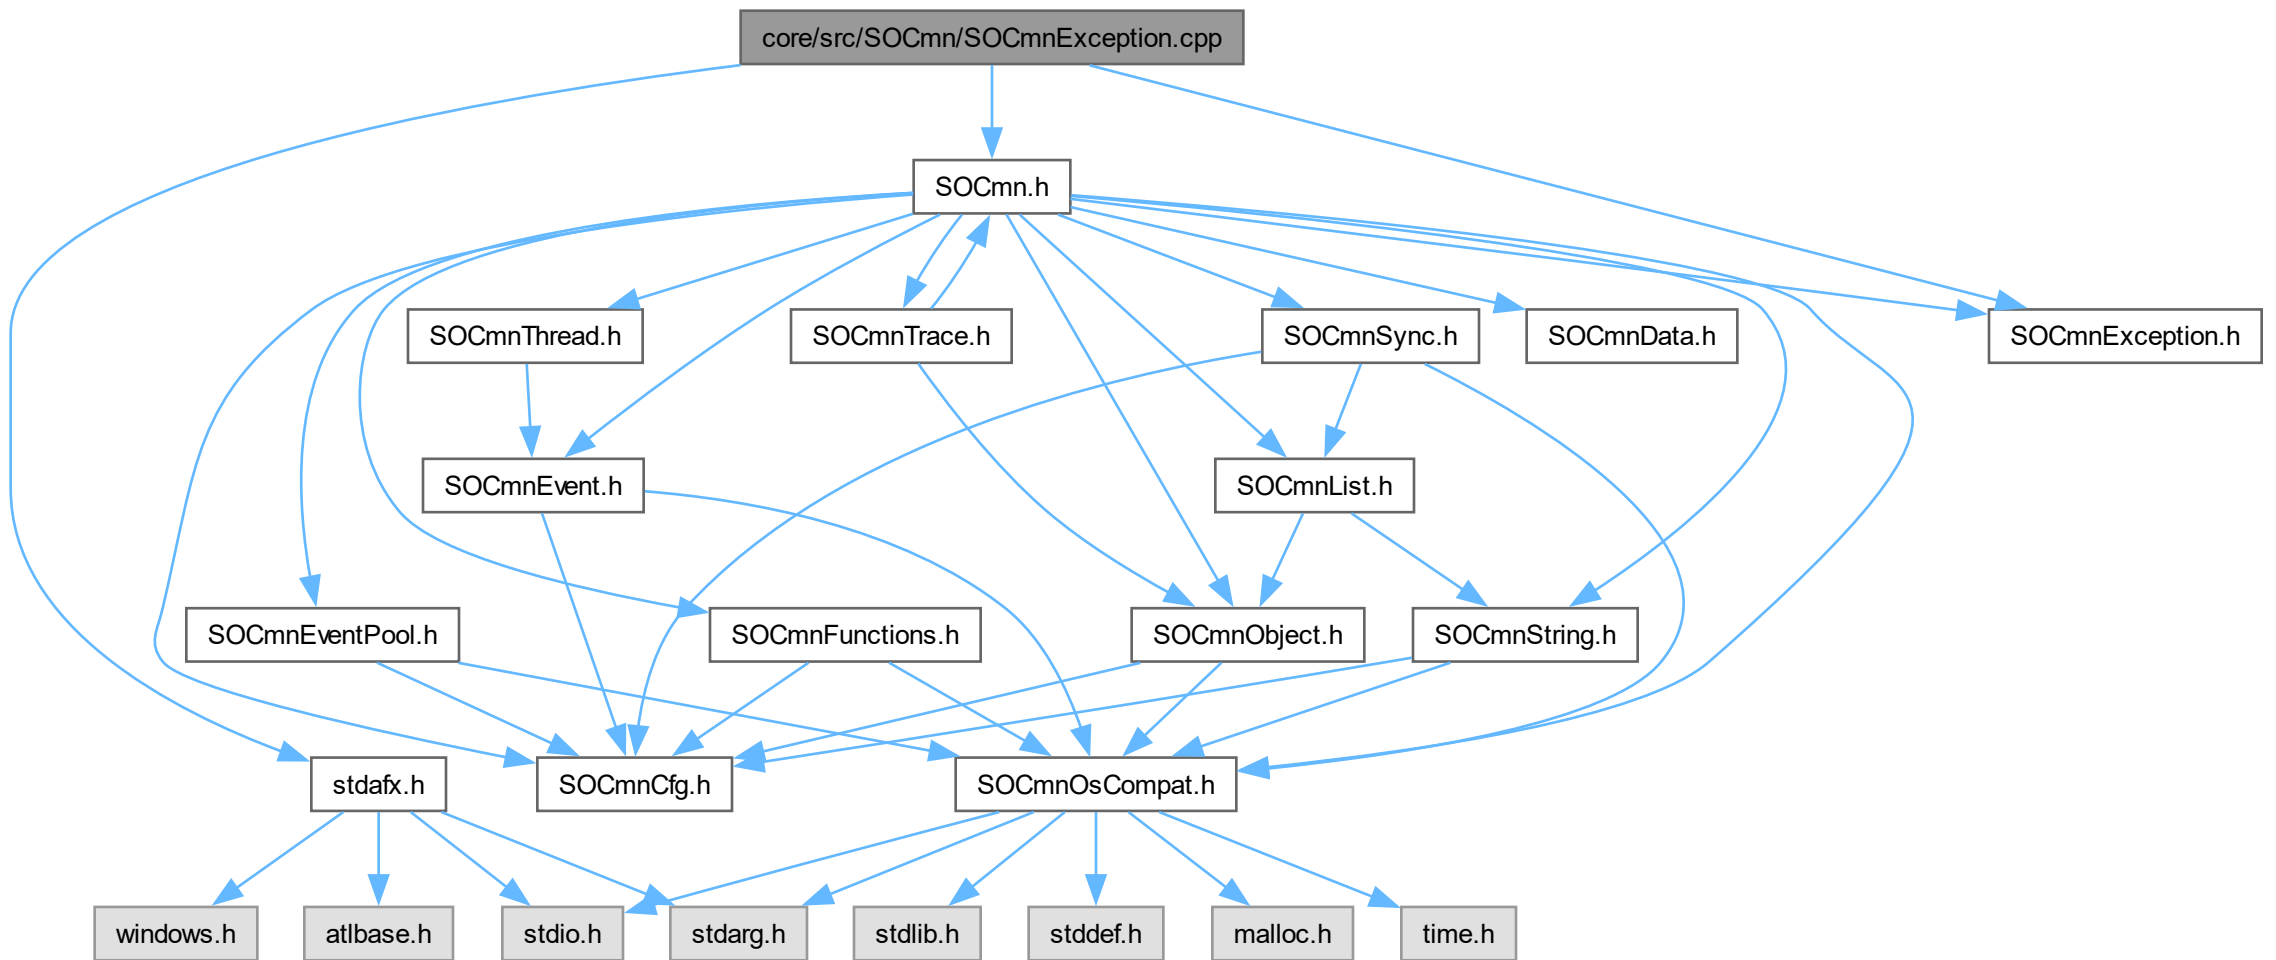 core/src/SOCmn/SOCmnException.cpp
SOCmn.h
SOCmnThread.h
SOCmnTrace.h
SOCmnSync.h
SOCmnData.h
SOCmnException.h
SOCmnEvent.h
SOCmnList.h
SOCmnEventPool.h
SOCmnFunctions.h
SOCmnObject.h
SOCmnString.h
stdafx.h
SOCmnCfg.h
SOCmnOsCompat.h
windows.h
atlbase.h
stdio.h
stdarg.h
stdlib.h
stddef.h
malloc.h
time.h